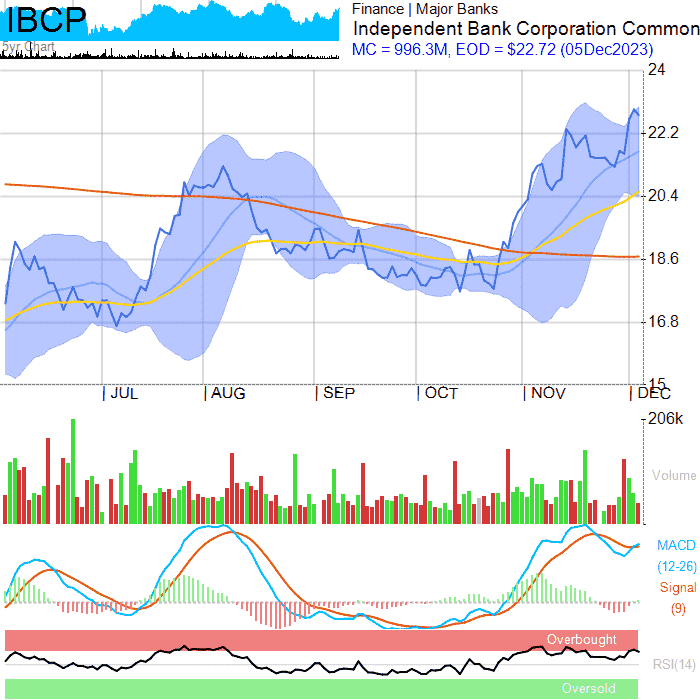 IBCP
5yr Chart
Finance | Major Banks
Independent Bank Corporation Common
MC = 996.3M, EOD = $22.72 (05Dec2023)
24
22.2
20.4
18.6
16.8
15
| JUL | AUG | SEP | OCT | NOV | DEC
206k
Volume
MACD
(12-26)
Signal
(9)
Overbought
RSI(14)
Oversold